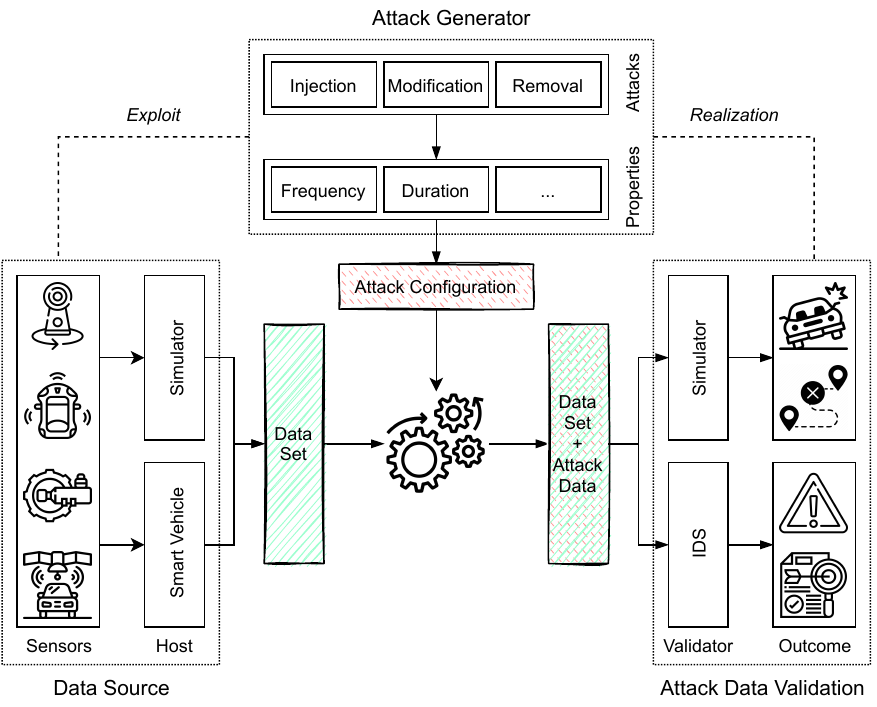 Attack Generator
Injection
Modification
Removal
Attacks
Exploit
Realization
Frequency
Duration
...
Properties
Attack Configuration
Simulator
Smart Vehicle
Data
Set
Data
Set
+
Attack
Data
Simulator
IDS
Sensors
Host
Validator
Outcome
Data Source
Attack Data Validation